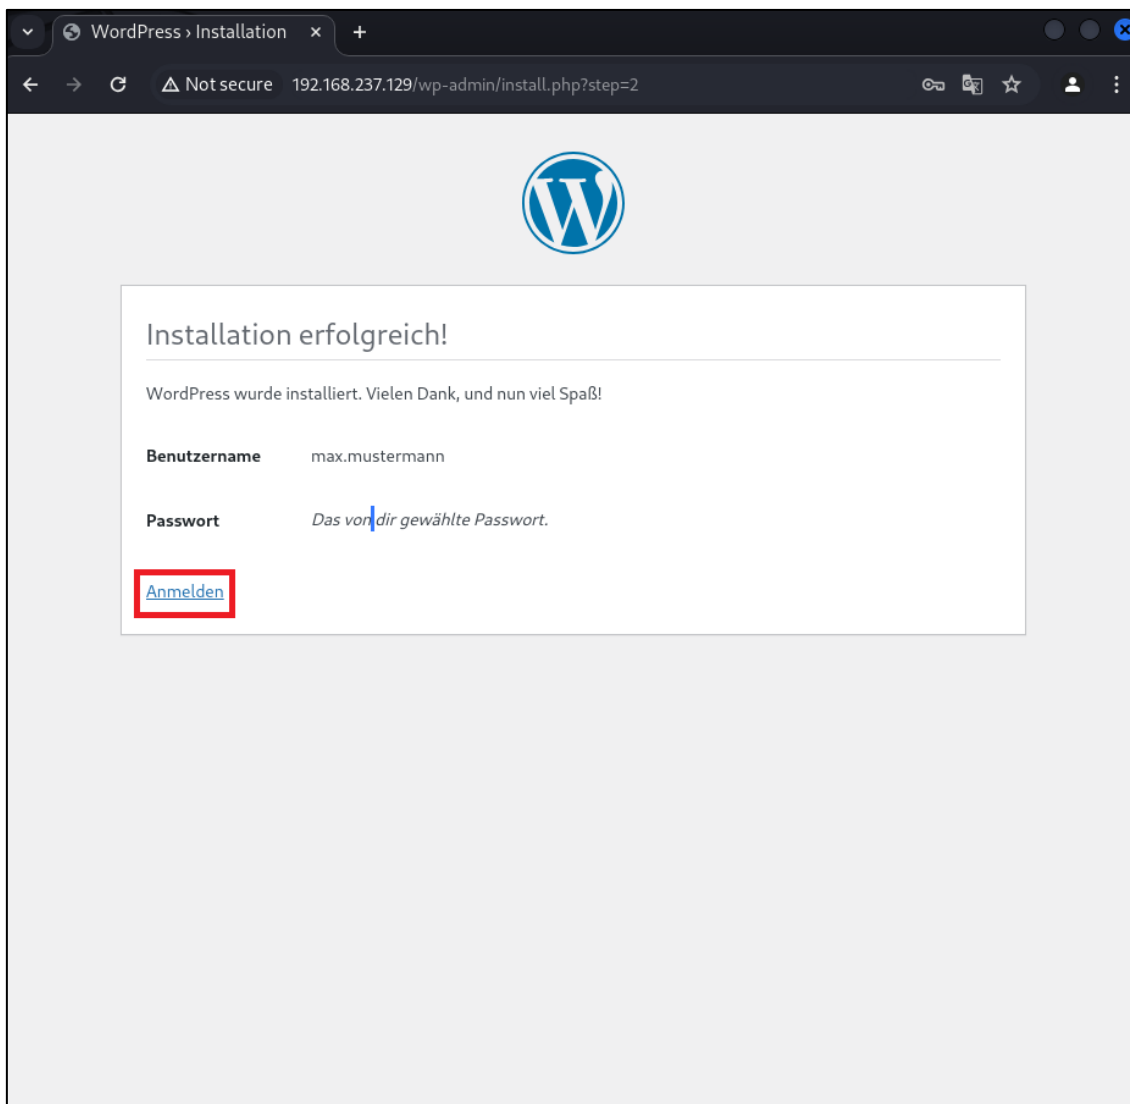 WordPress › Installation
Not secure 192.168.237.129/wp-admin/install.php?step=2
Installation erfolgreich!
WordPress wurde installiert. Vielen Dank, und nun viel Spaß!
Benutzername max.mustermann
Passwort Das von dir gewählte Passwort.
Anmelden